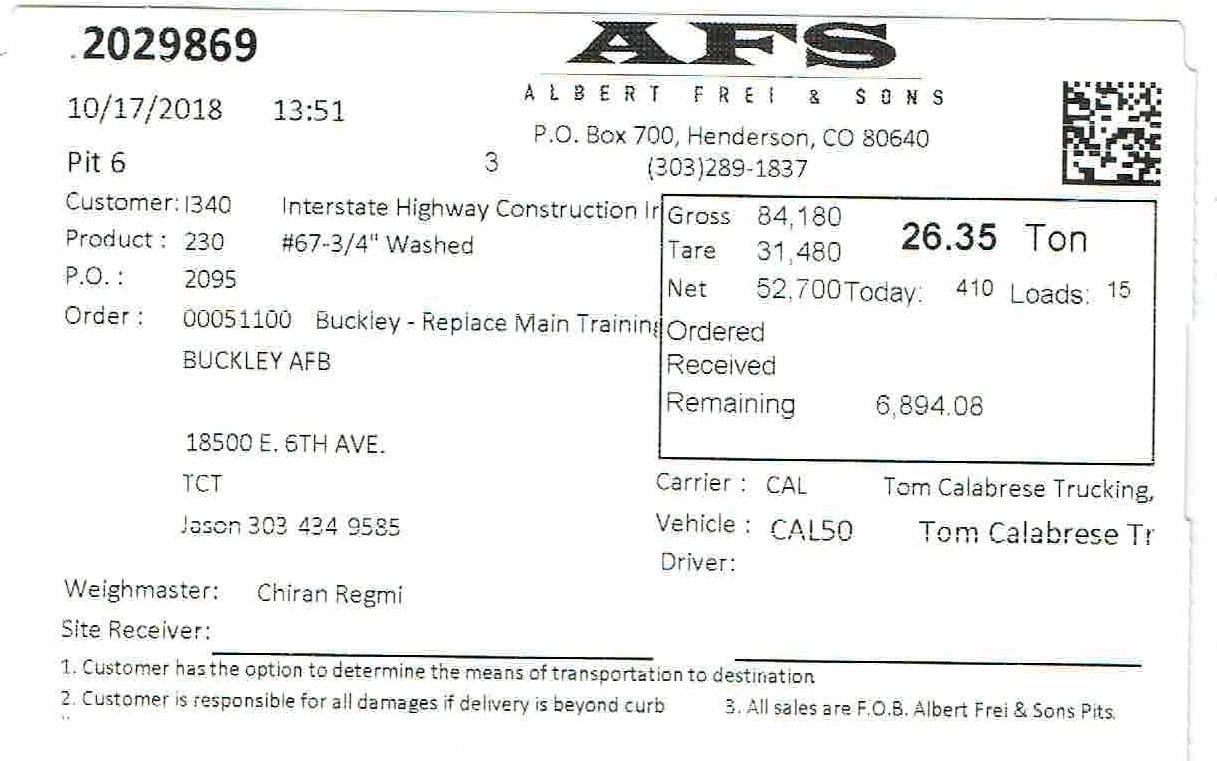 2029869
AFS
ALBERT FREI & SONS
10/17/2018 13:51
P.O. Box 700, Henderson, CO 80640
Pit 6 3 (303)289-1837
Customer: I340 Interstate Highway Construction Ir
Product : 230 #67-3/4" Washed
P.O. : 2095
Order : 00051100 Buckley - Replace Main Training
BUCKLEY AFB
18500 E. 6TH AVE.
TCT
Jason 303 434 9585
Gross 84,180 26.35 Ton
Tare 31,480
Net 52,700 Today: 410 Loads: 15
Ordered
Received
Remaining 6,894.08
Carrier : CAL Tom Calabrese Trucking,
Vehicle : CAL50 Tom Calabrese Tr
Driver:
Weighmaster: Chiran Regmi
Site Receiver:
1. Customer has the option to determine the means of transportation to destination
2. Customer is responsible for all damages if delivery is beyond curb 3. All sales are F.O.B. Albert Frei & Sons Pits.